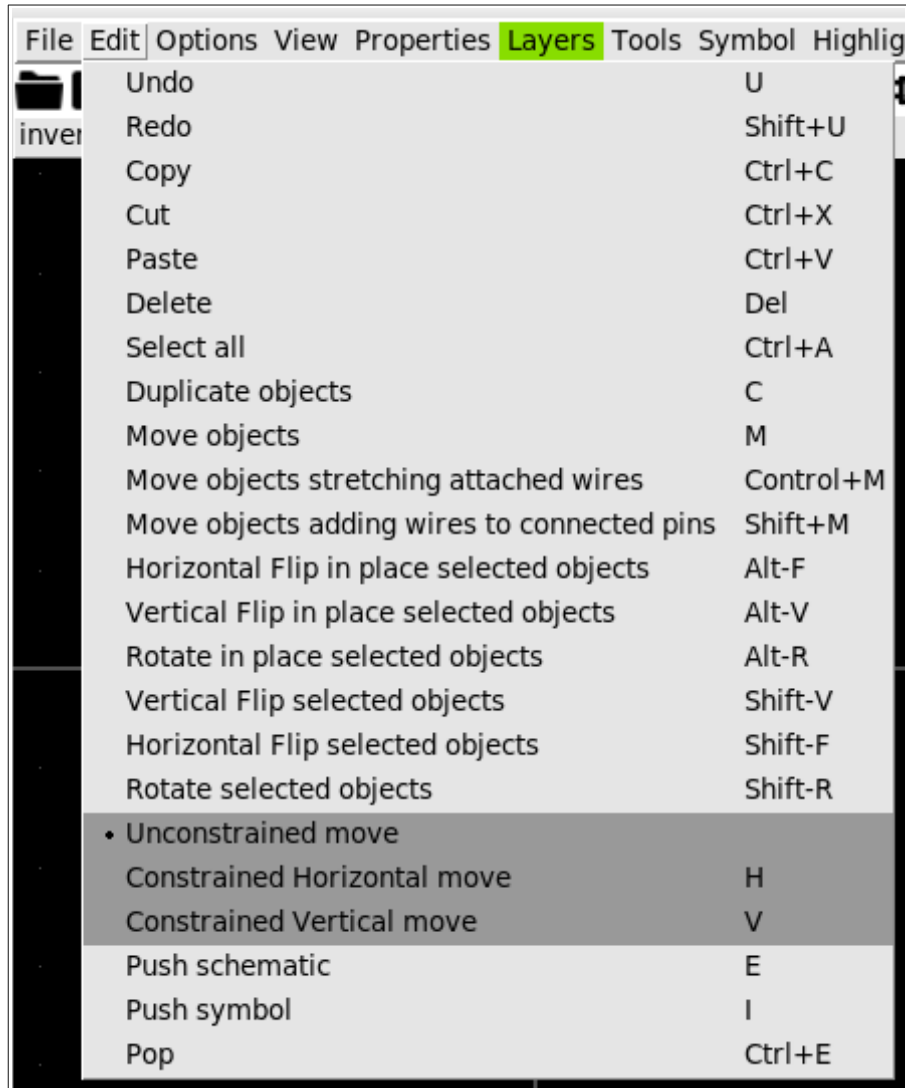 File Edit Options View Properties Layers Tools Symbol Highlig
inver
Undo U
Redo Shift+U
Copy Ctrl+C
Cut Ctrl+X
Paste Ctrl+V
Delete Del
Select all Ctrl+A
Duplicate objects C
Move objects M
Move objects stretching attached wires Control+M
Move objects adding wires to connected pins Shift+M
Horizontal Flip in place selected objects Alt-F
Vertical Flip in place selected objects Alt-V
Rotate in place selected objects Alt-R
Vertical Flip selected objects Shift-V
Horizontal Flip selected objects Shift-F
Rotate selected objects Shift-R
• Unconstrained move
Constrained Horizontal move H
Constrained Vertical move V
Push schematic E
Push symbol I
Pop Ctrl+E